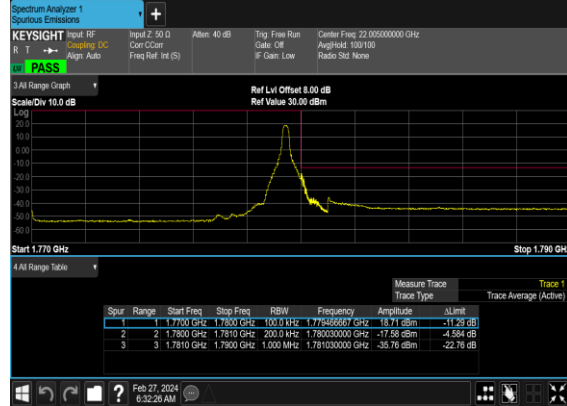 Spectrum Analyzer 1
Spurious Emissions
KEYSIGHT Input: RF Input Z: 50 Ω Atten: 40 dB Trig: Free Run Center Freq: 22.005000000 GHz
R T Coupling: DC Corr CCorr Gate: Off Avg|Hold: 100/100
Align: Auto Freq Ref: Int (S) IF Gain: Low Radio Std: None
LW PASS
3 All Range Graph
Ref Lvl Offset 8.00 dB
Scale/Div 10.0 dB Ref Value 30.00 dBm
Log
20.0
10.0
0.00
-10.0
-20.0
-30.0
-40.0
-50.0
-60.0
Start 1.770 GHz Stop 1.790 GH
4 All Range Table
Measure Trace Trace 1
Trace Type Trace Average (Active)
Spur Range Start Freq Stop Freq RBW Frequency Amplitude ΔLimit
1 1 1.7700 GHz 1.7800 GHz 100.0 kHz 1.779466667 GHz 18.71 dBm -11.29 dB
2 2 1.7800 GHz 1.7810 GHz 200.0 kHz 1.780030000 GHz -17.58 dBm -4.584 dB
3 3 1.7810 GHz 1.7900 GHz 1.000 MHz 1.781030000 GHz -35.76 dBm -22.76 dB
Feb 27, 2024
6:32:26 AM